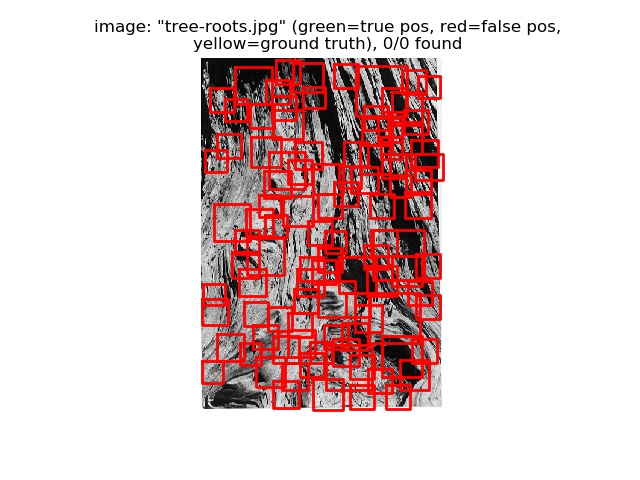 image: "tree-roots.jpg" (green=true pos, red=false pos,
yellow=ground truth), 0/0 found